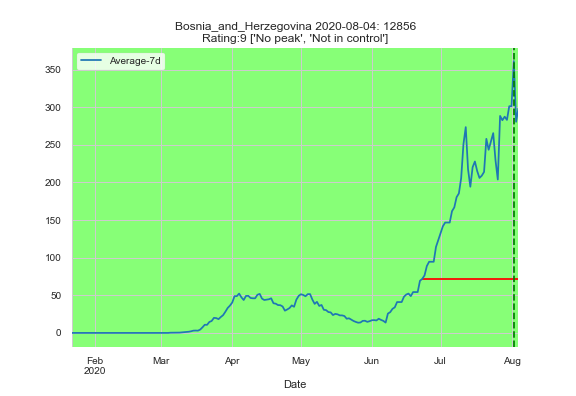 Bosnia_and_Herzegovina 2020-08-04: 12856
Rating:9 ['No peak', 'Not in control']
Average-7d
350
300
250
200
150
100
50
0
Feb
2020
Mar
Apr
May
Jun
Jul
Aug
Date